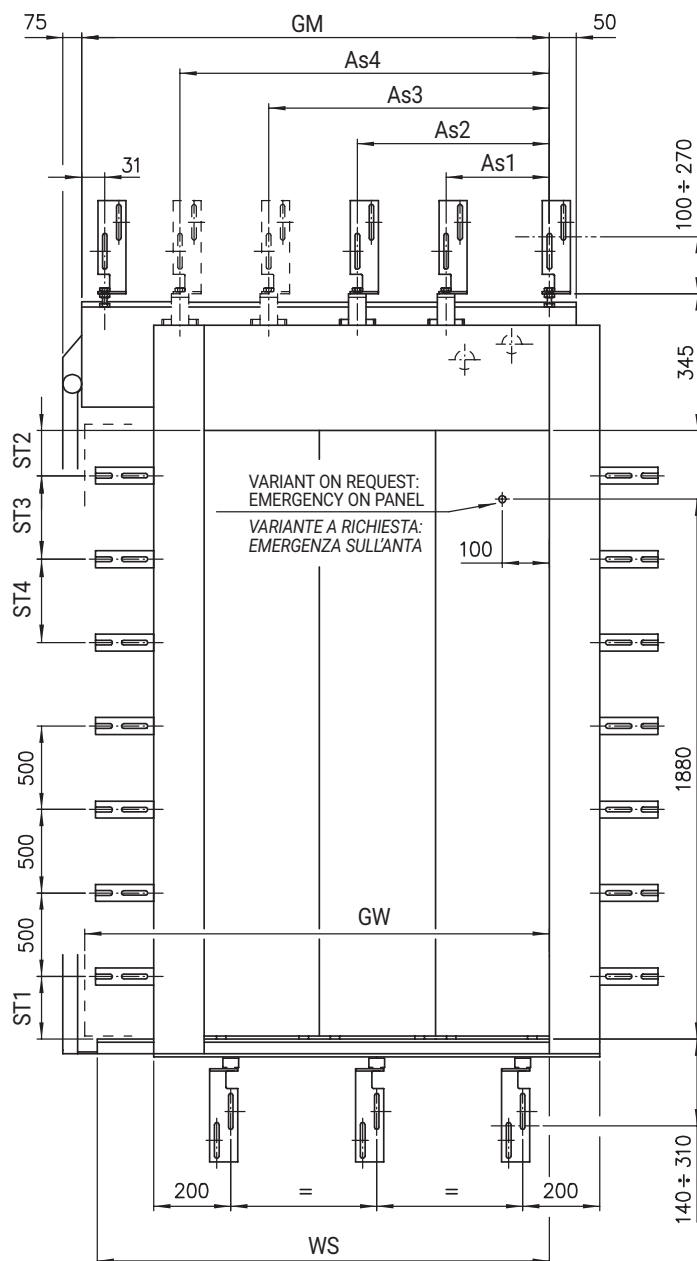 75
GM
50
As4
As3
As2
As1
31
100 ÷ 270
345
ST2
ST3
ST4
VARIANT ON REQUEST:
EMERGENCY ON PANEL
VARIANTE A RICHIESTA:
EMERGENZA SULL'ANTA
100
1880
500
500
500
GW
ST1
200
=
=
200
140 ÷ 310
WS